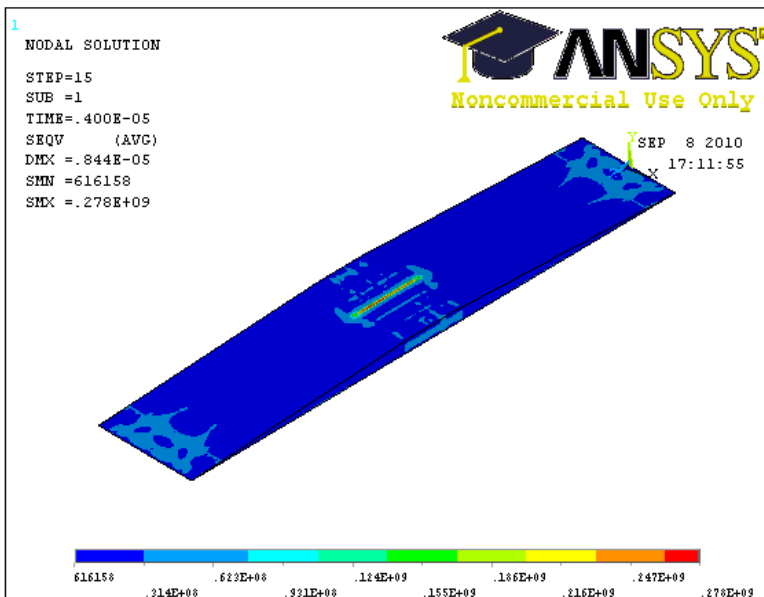 1
NODAL SOLUTION
STEP=15
SUB =1
TIME=.400E-05
SEQV (AVG)
DMX =.844E-05
SMN =616158
SMX =.278E+09
ANSYS
Noncommercial Use Only
Y
SEP 8 2010
17:11:55
X
616158 .623E+08 .124E+09 .186E+09 .247E+09
.314E+08 .931E+08 .155E+09 .216E+09 .278E+09